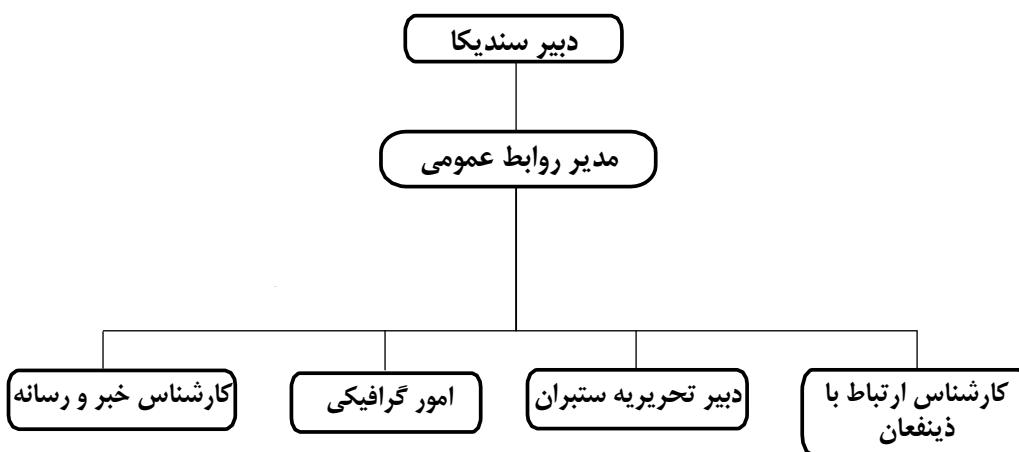 دبیر سندیکا
مدیر روابط عمومی
کارشناس ارتباط با
ذینفعان
دبیر تحریریه ستبران
امور گرافیکی
کارشناس خبر و رسانه